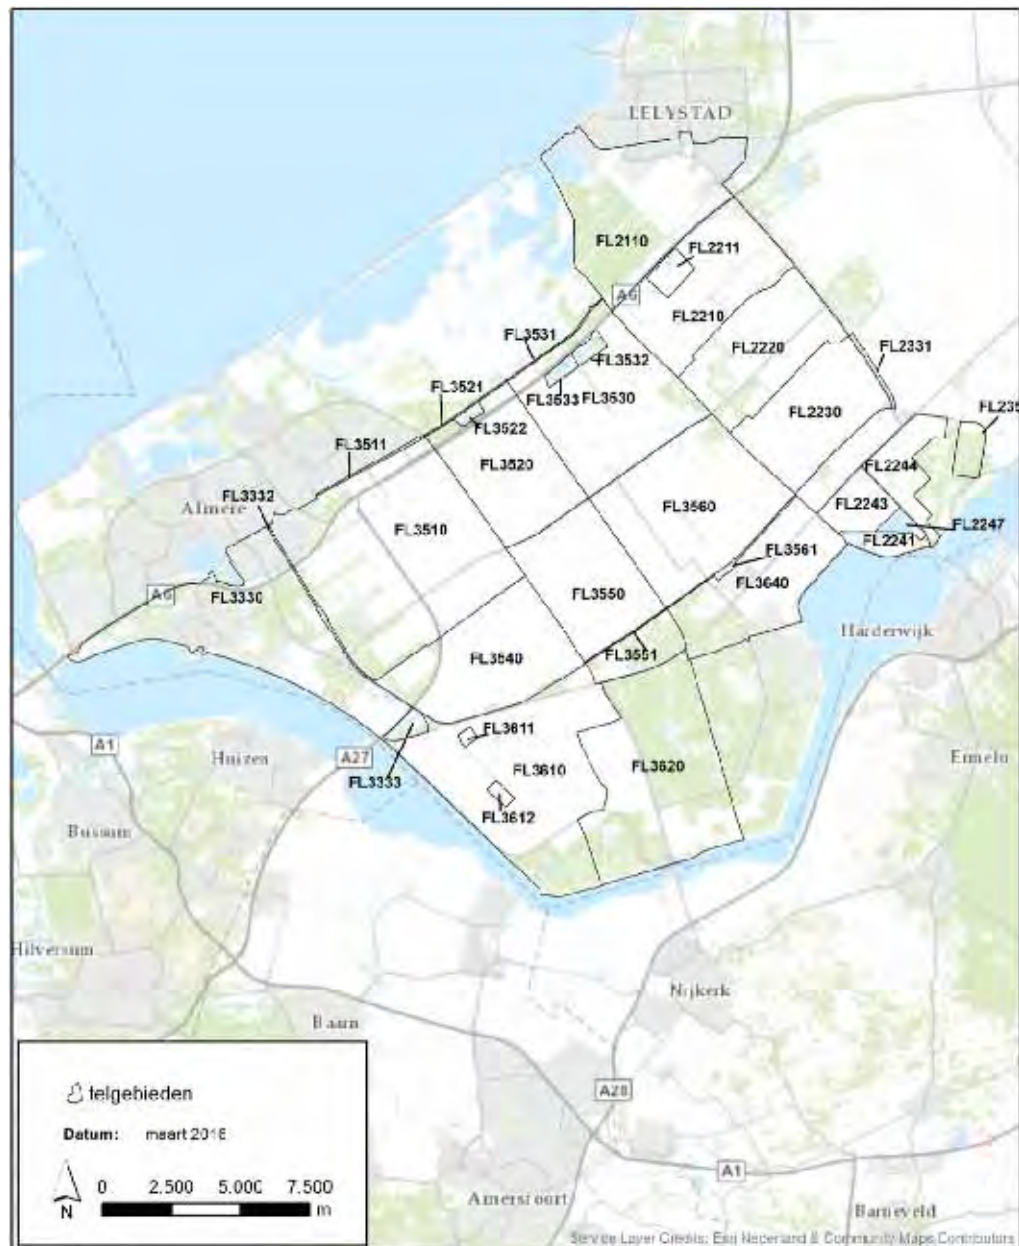 LELYSTAD
FL2110
FL2211
A6
FL2210
FL3531
FL3532
FL2220
FL2331
FL3521
FL3533
FL3530
FL235
FL3522
FL2230
FL3511
FL3520
FL2244
FL3332
Almere
FL2243
FL3560
FL3510
FL2247
FL2241
FL3561
A6
FL3330
FL3550
FL3640
Harderwijk
FL3540
FL3551
A1
Huizen
A27
FL3611
Ermelo
FL3333
FL3610
FL3620
Bussum
FL3612
Hilversum
Nijkerk
Baarn
telgebieden
A28
Datum: maart 2016
0 2.500 5.000 7.500
m
N
A1
Amersfoort
Barneveld
Service Layer Credits: Esri Nederland & Community Maps Contributors